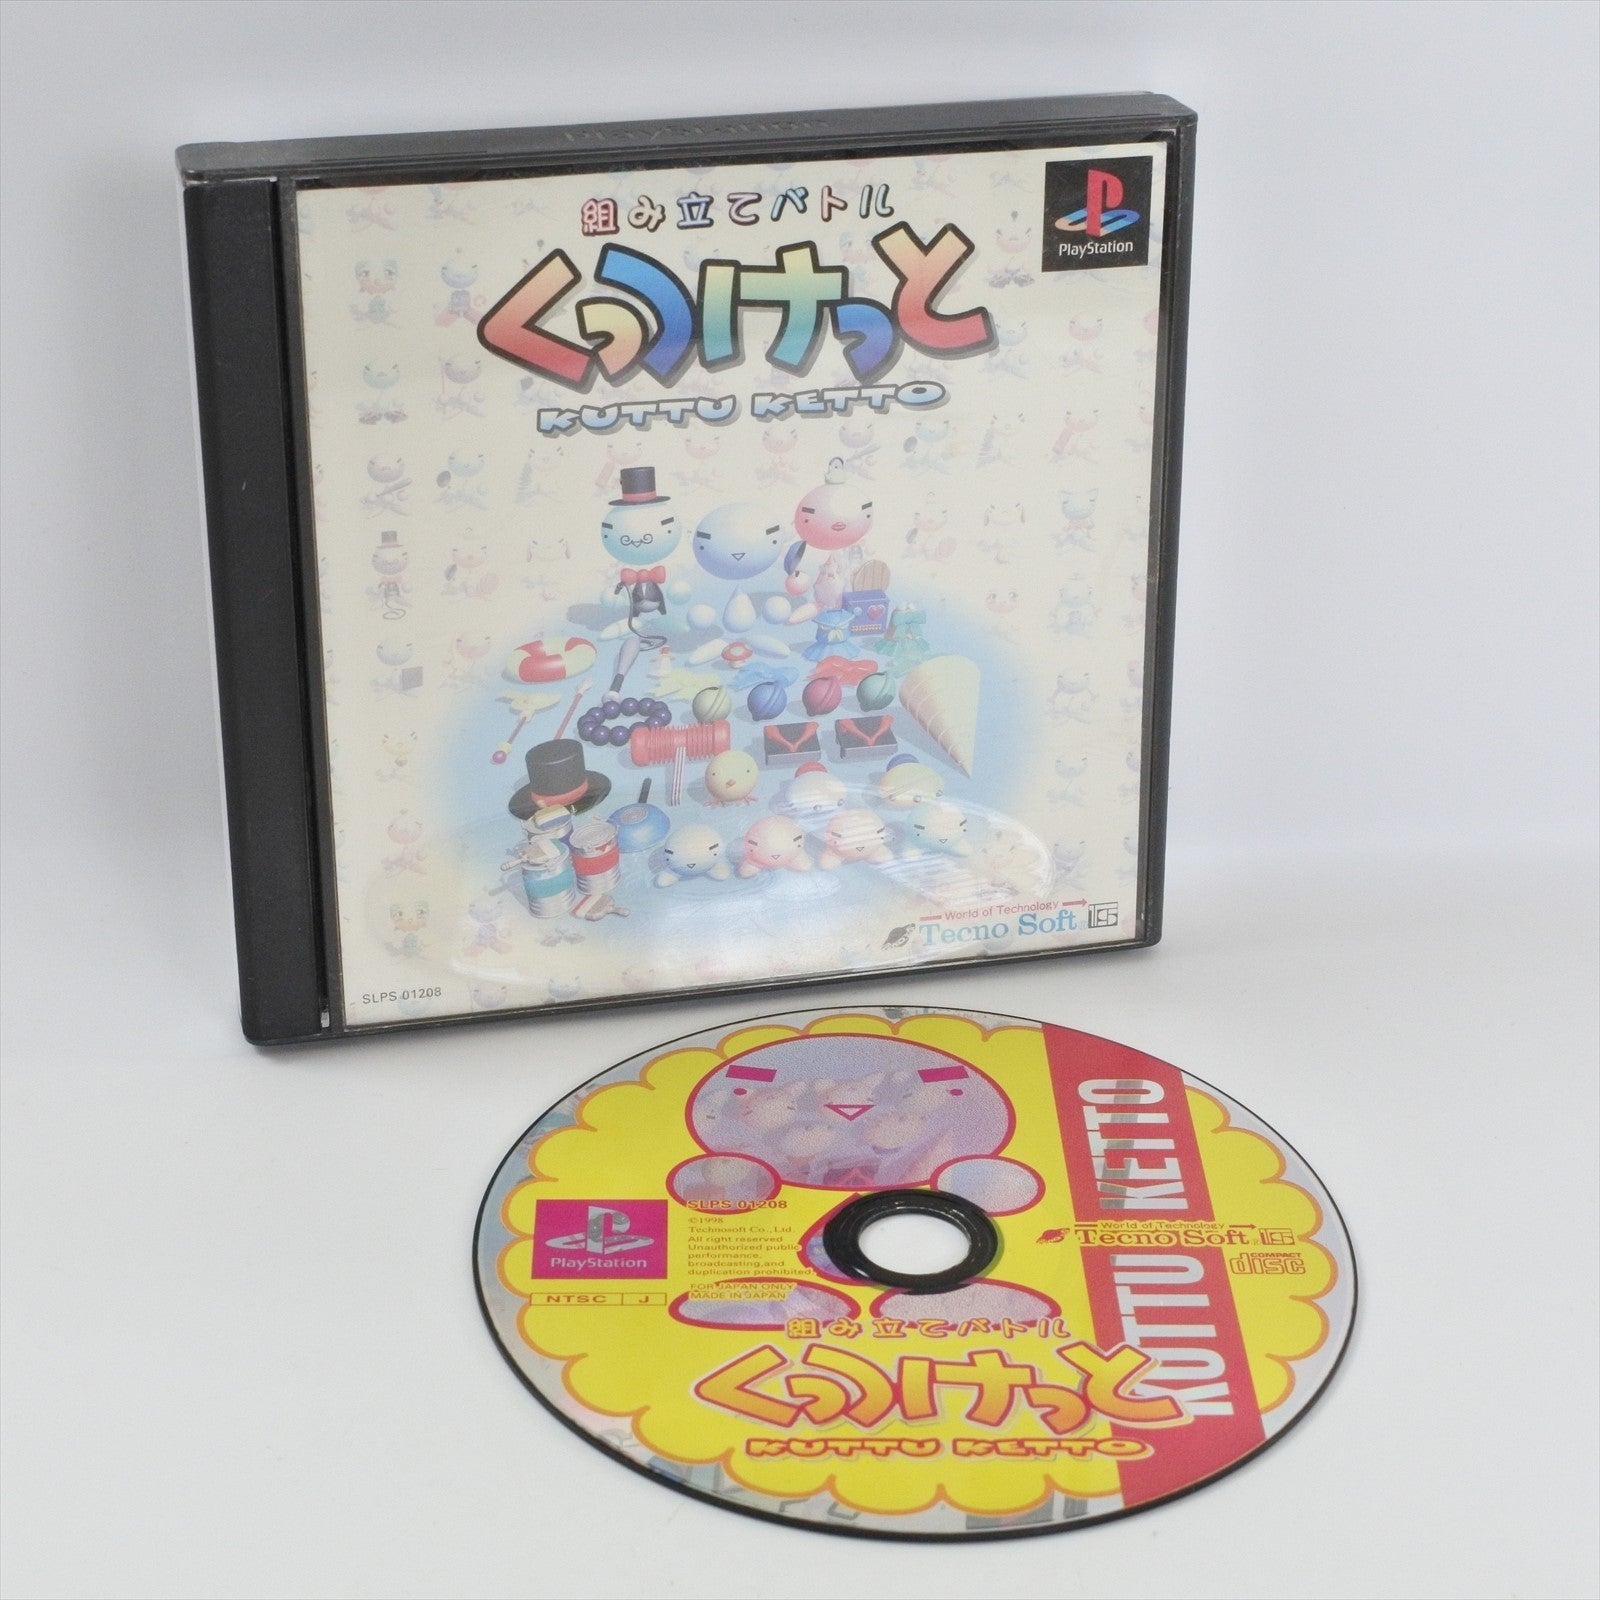 PlayStation
組み立てバトル
くっつけっと
KUTTU KETTO
PlayStation
World of Technology
Tecno Soft
SLPS 01208
KUTTU KETTO
SLPS 01208
©1998
Technosoft Co., Ltd.
All right reserved
Unauthorized public
performance,
broadcasting,and
duplication prohibited.
FOR JAPAN ONLY
MADE IN JAPAN
PlayStation
NTSC J
World of Technology
Tecno Soft
COMPACT
disc
組み立てバトル
くっつけっと
KUTTU KETTO